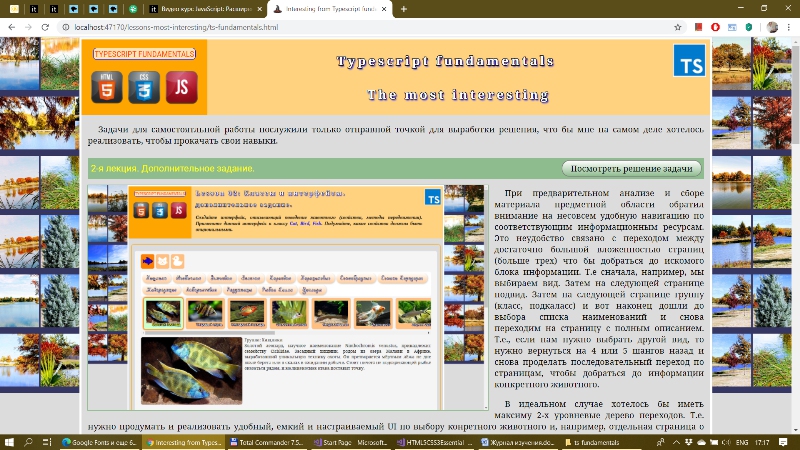 Видео курс JavaScript: Расширен
Interesting from Typescript fund
localhost:47170/lessons-most-interesting/ts-fundamentals.html
TYPESCRIPT FUNDAMENTALS
HTML CSS JS
5 3
Typescript fundamentals
The most interesting
TS
Задачи для самостоятльной работы послужили только отправной точкой для выработки решения, что бы мне на самом деле хотелось
реализовать, чтобы прокачать свои навыки.
2-я лекция. Дополнительное задание.
Посмотреть решение задачи
Lesson 02: Классы и интерфейсы.
дополнительное задание.
TS
При предварительном анализе и сборе
материала предметной области обратил
внимание на несовсем удобную навигацию по
соответствующим информационным ресурсам.
Это неудобство связано с переходом между
достаточно большой вложенностью страниц
(больше трех) что бы добраться до искомого
блока информации. Т.е сначала, например, мы
выбираем вид. Затем на следующей странице
подвид. Затем на следующей странице группу
(класс, подкласс) и вот наконец дошли до
выбора списка наименований и снова
переходим на страницу с полным описанием.
Т.е., если нам нужно выбрать другой вид, то
нужно вернуться на 4 или 5 шангов назад и
снова проделать последовательный переход по
страницам, чтобы добраться до информации
конкретного животного.
В идеальном случае хотелось бы иметь
максиму 2-х уровневые дерево переходов. Т.е.
нужно продумать и реализовать удобный, емкий и настраиваемый UI по выбору конкретного животного и, например, отдельная страница о
Google Fonts и еще 6...
Interesting from Types...
Total Commander 7.5...
Start Page - Microsoft...
HTML5CSS3Essential ...
Журнал изучения.do...
ts-fundamentals
ENG
17:17